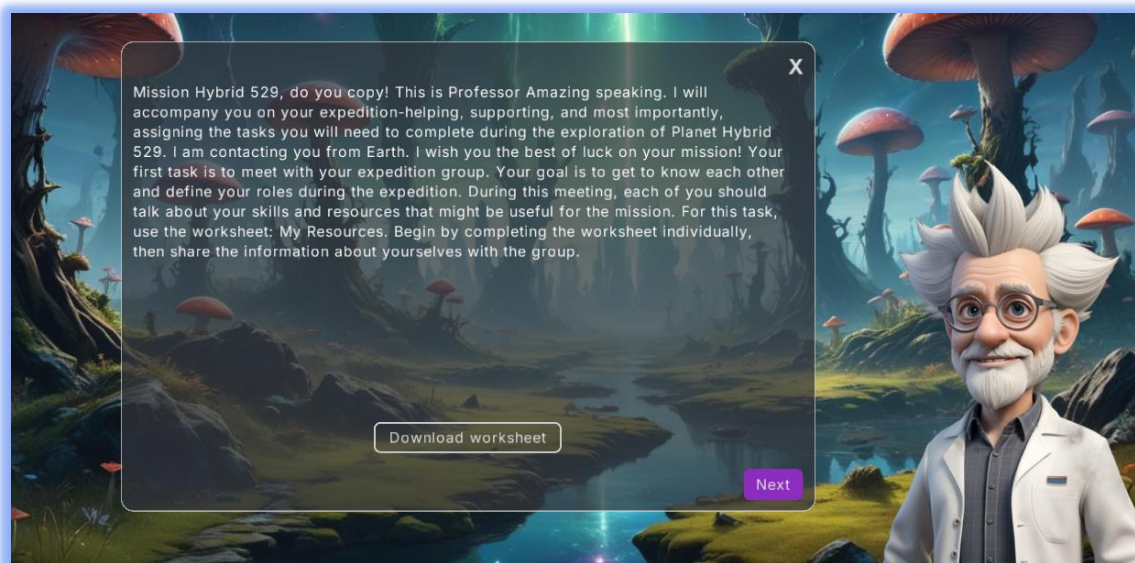 X
Mission Hybrid 529, do you copy! This is Professor Amazing speaking. I will
accompany you on your expedition-helping, supporting, and most importantly,
assigning the tasks you will need to complete during the exploration of Planet Hybrid
529. I am contacting you from Earth. I wish you the best of luck on your mission! Your
first task is to meet with your expedition group. Your goal is to get to know each other
and define your roles during the expedition. During this meeting, each of you should
talk about your skills and resources that might be useful for the mission. For this task,
use the worksheet: My Resources. Begin by completing the worksheet individually,
then share the information about yourselves with the group.
Download worksheet
Next